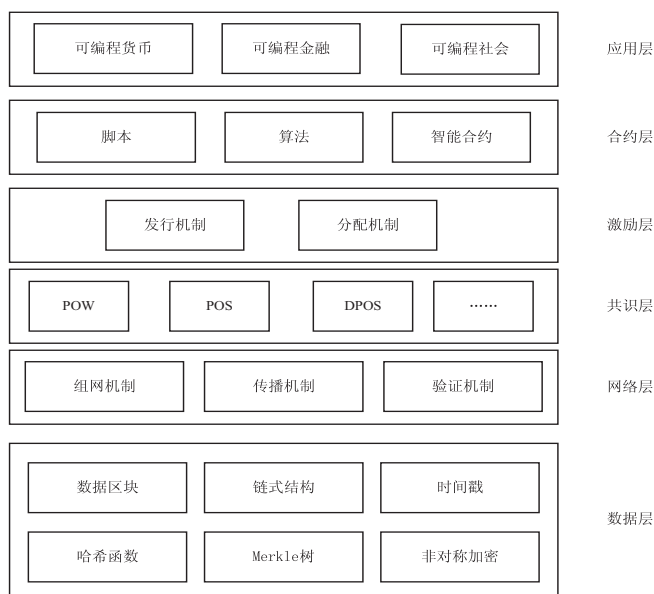 可编程货币 可编程金融 可编程社会 应用层
脚本 算法 智能合约 合约层
发行机制 分配机制 激励层
POW POS DPOS …… 共识层
组网机制 传播机制 验证机制 网络层
数据区块 链式结构 时间戳
数据层
哈希函数 Merkle树 非对称加密